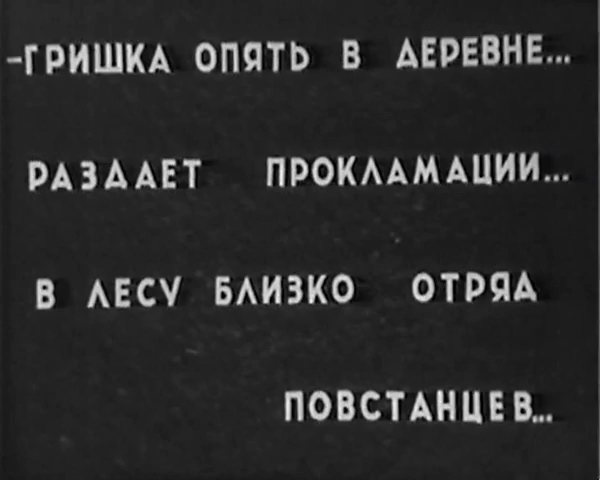 –ГРИШКА ОПЯТЬ В ДЕРЕВНЕ...
РАЗДАЕТ ПРОКЛАМАЦИИ...
В ЛЕСУ БЛИЗКО ОТРЯД
ПОВСТАНЦЕВ...